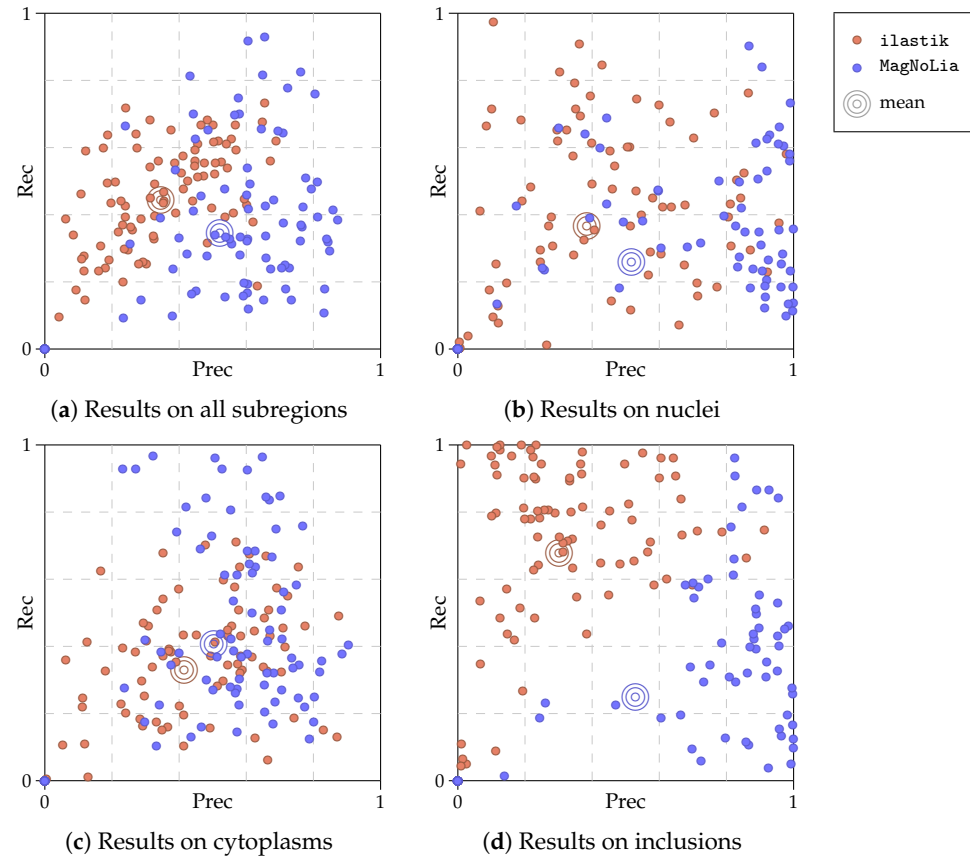 1
Rec
0
0
Prec
1
(a) Results on all subregions
1
Rec
0
0
Prec
1
(b) Results on nuclei
ilastik
MagNoLia
mean
1
Rec
0
0
Prec
1
(c) Results on cytoplasms
1
Rec
0
0
Prec
1
(d) Results on inclusions